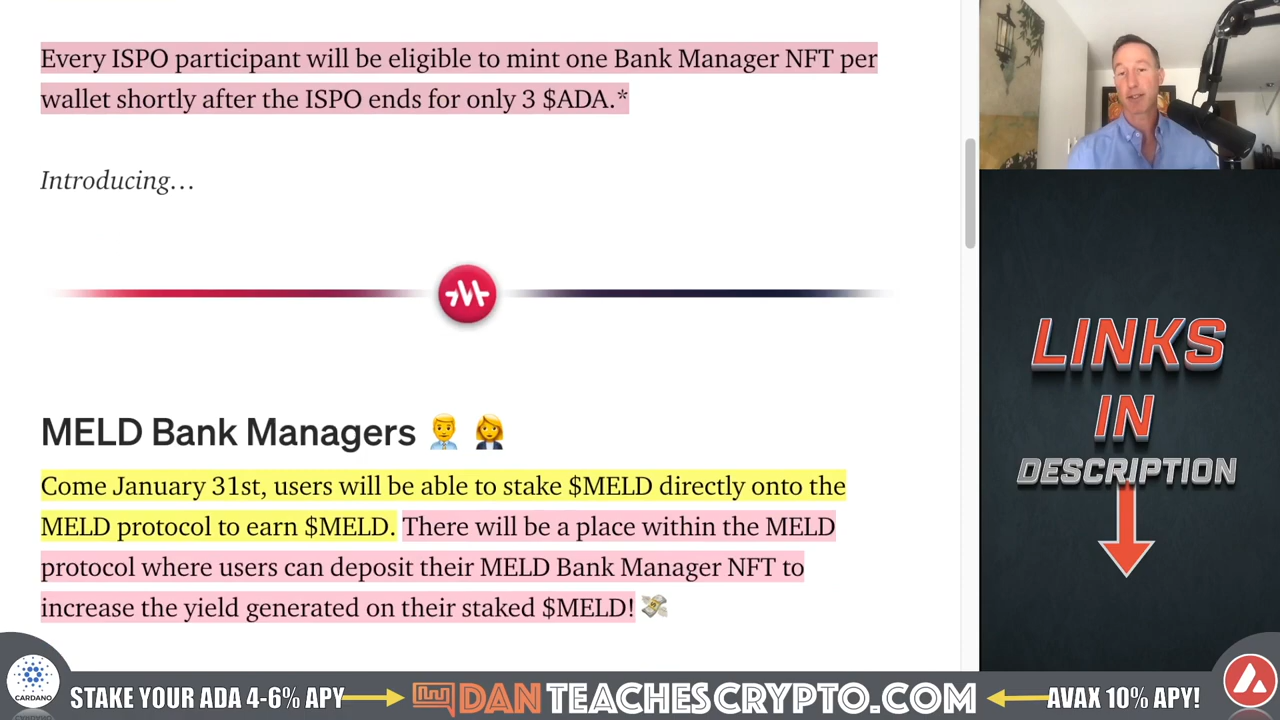 Every ISPO participant will be eligible to mint one Bank Manager NFT per
wallet shortly after the ISPO ends for only 3 $ADA.*
Introducing…
MELD Bank Managers 👨‍💼 👩‍💼
Come January 31st, users will be able to stake $MELD directly onto the
MELD protocol to earn $MELD. There will be a place within the MELD
protocol where users can deposit their MELD Bank Manager NFT to
increase the yield generated on their staked $MELD! 💸
LINKS
IN
DESCRIPTION
CARDANO
STAKE YOUR ADA 4-6% APY
DANTEACHESCRYPTO.COM
AVAX 10% APY!